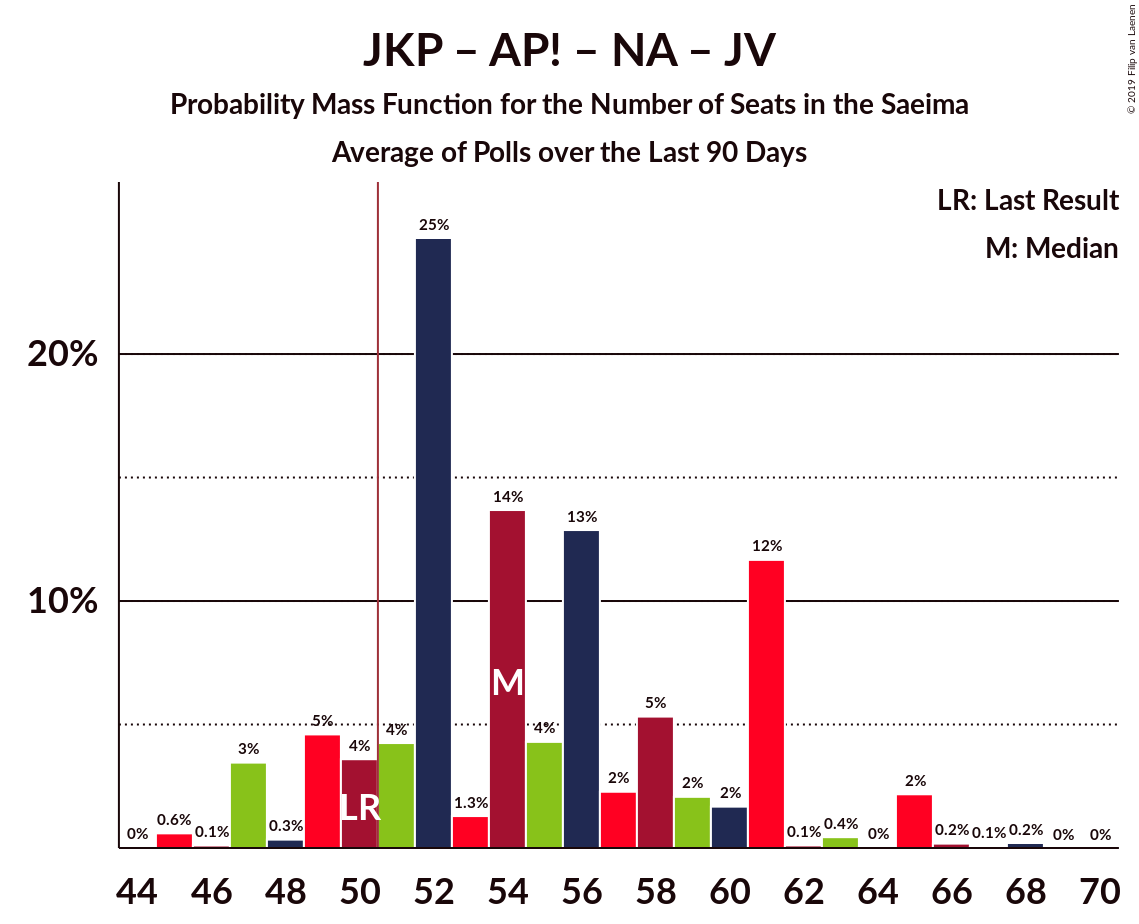 JKP – AP! – NA – JV
Probability Mass Function for the Number of Seats in the Saeima
Average of Polls over the Last 90 Days
© 2019 Filip van Laenen
LR: Last Result
M: Median
20%
10%
0% 0.6% 0.1% 3% 0.3% 5% 4% 4% 25% 1.3% 14% 4% 13% 2% 5% 2% 2% 12% 0.1% 0.4% 0% 2% 0.2% 0.1% 0.2% 0% 0%
M
LR
44 46 48 50 52 54 56 58 60 62 64 66 68 70